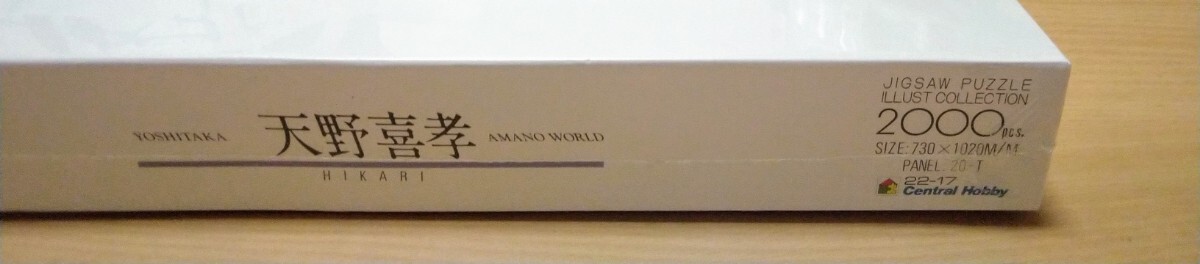 YOSHITAKA 天野喜孝 AMANO WORLD
HIKARI
JIGSAW PUZZLE
ILLUST COLLECTION
2000pcs.
SIZE:730×1020M/M
PANEL. 20-T
22-17
Central Hobby